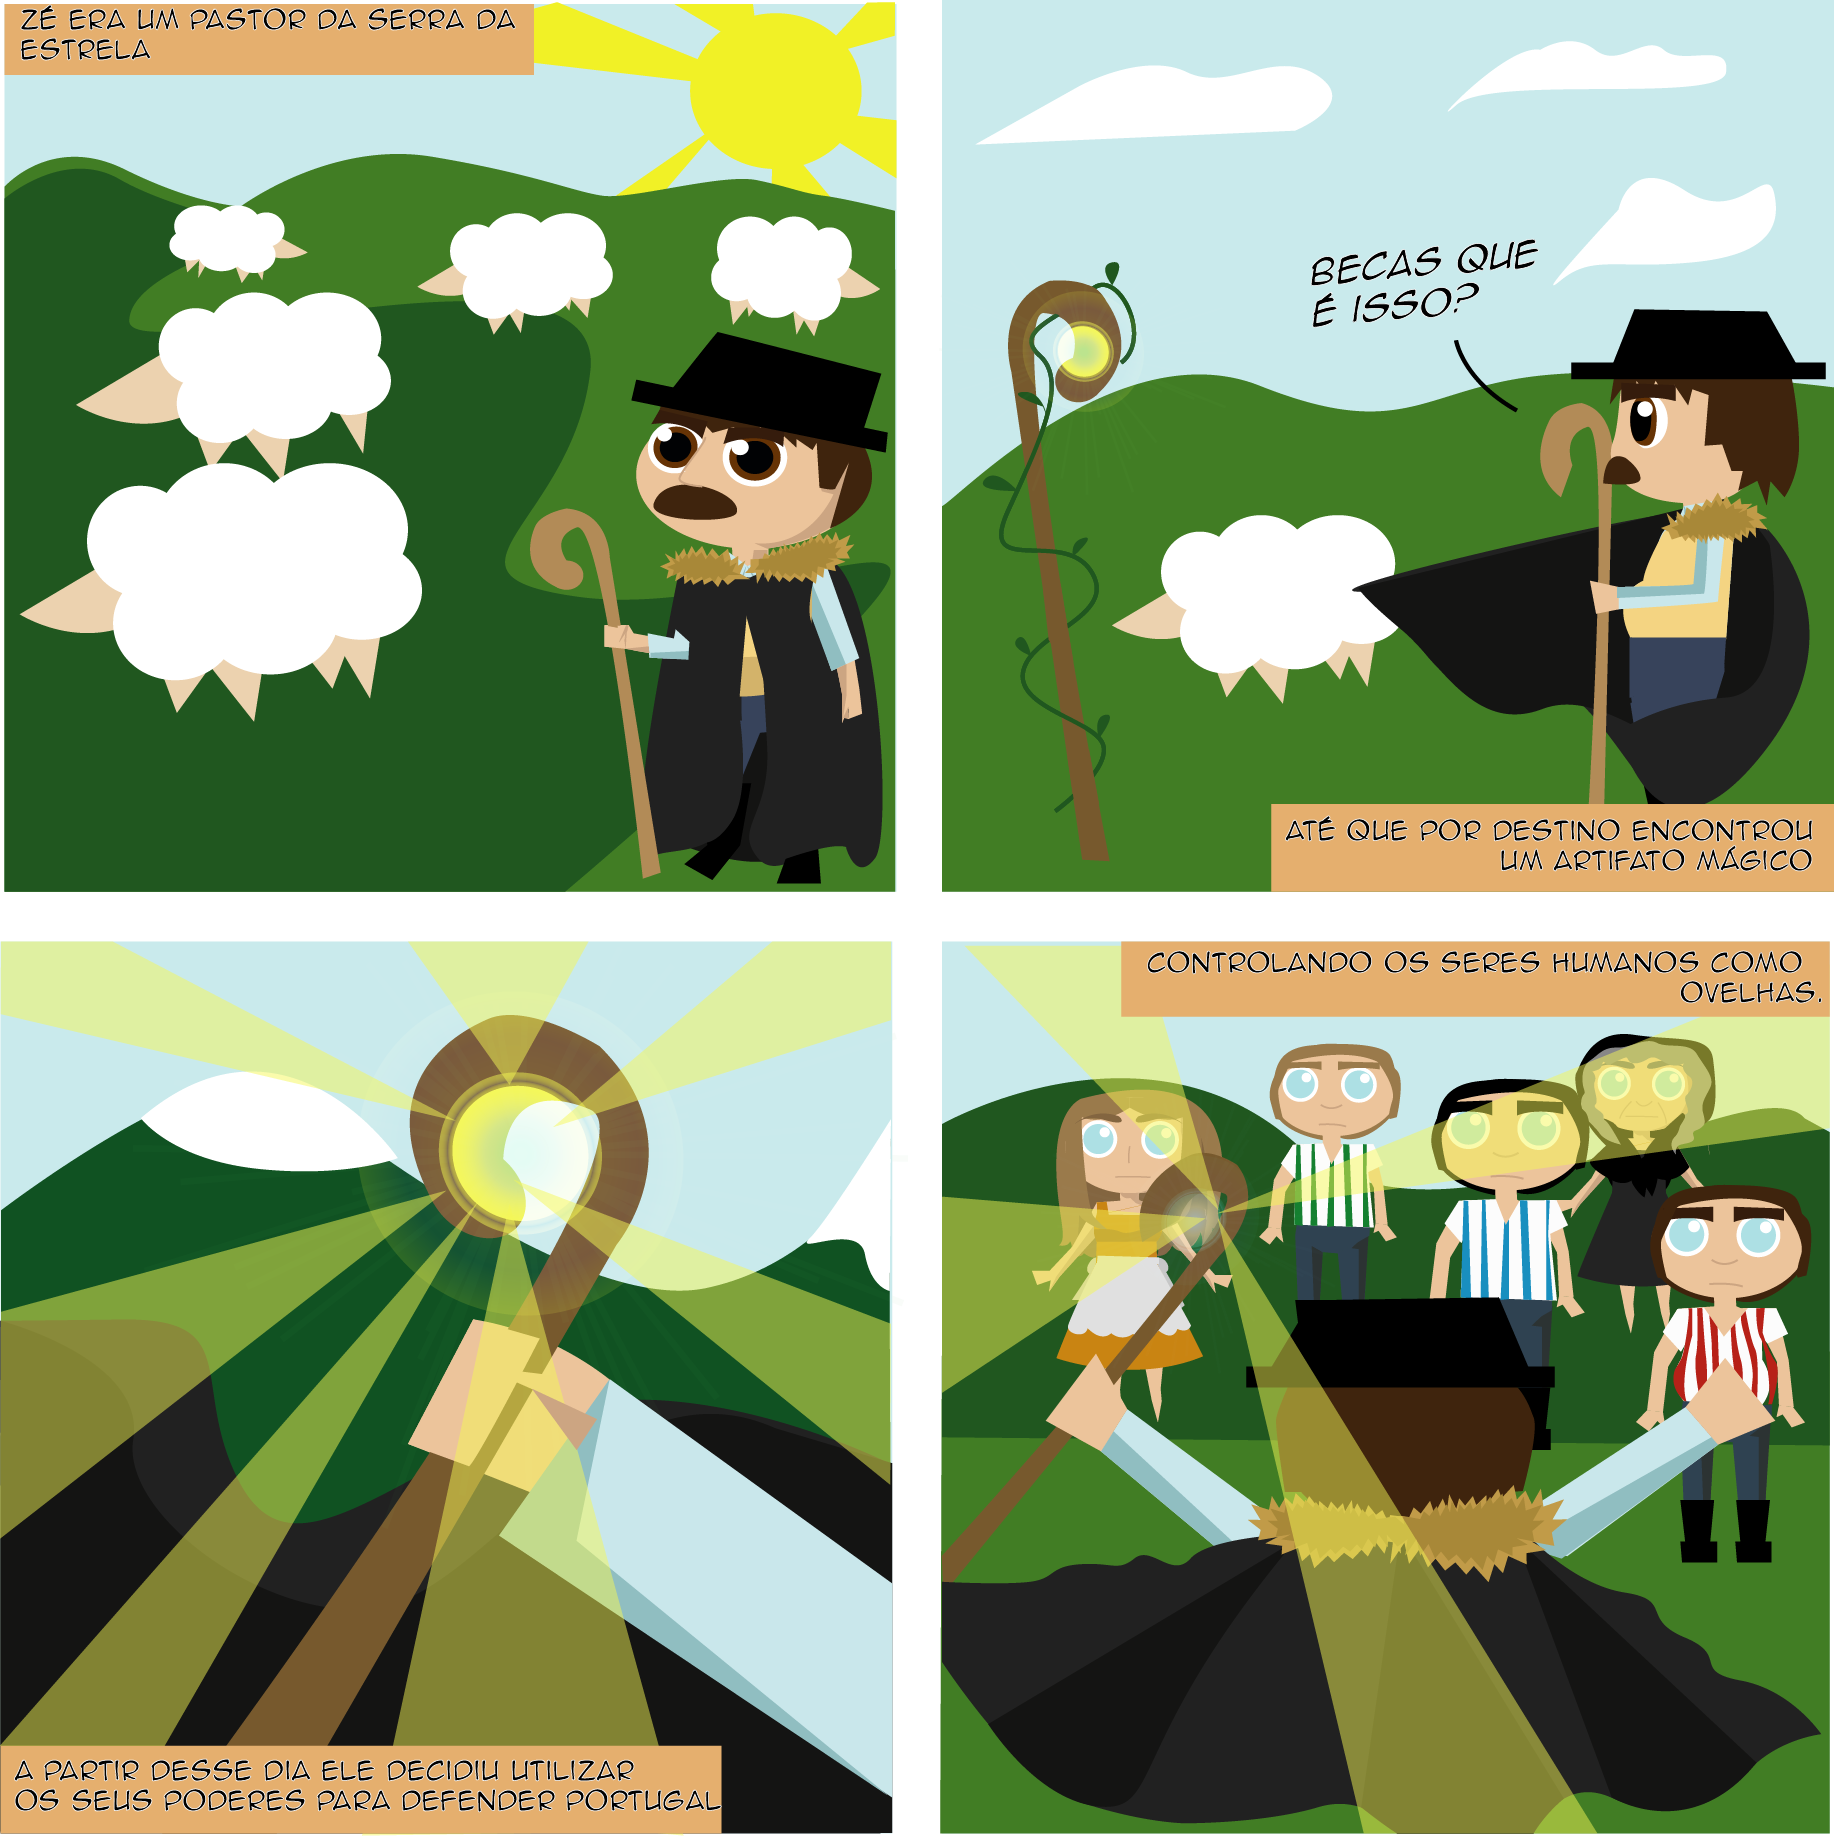 ZÉ ERA UM PASTOR DA SERRA DA
ESTRELA
BECAS QUE
É ISSO?
ATÉ QUE POR DESTINO ENCONTROU
UM ARTIFATO MÁGICO
A PARTIR DESSE DIA ELE DECIDIU UTILIZAR
OS SEUS PODERES PARA DEFENDER PORTUGAL
CONTROLANDO OS SERES HUMANOS COMO
OVELHAS.